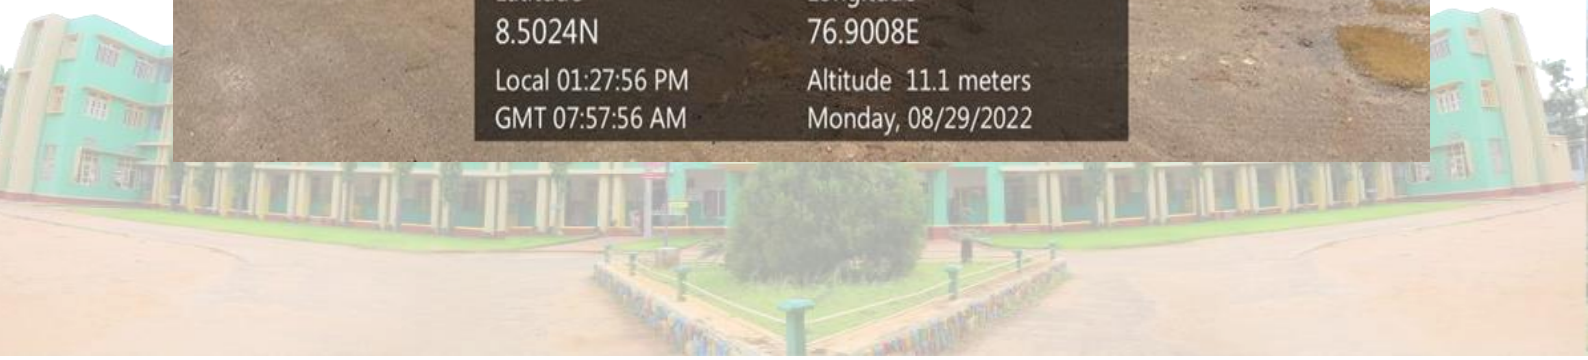 8.5024N 76.9008E
Local 01:27:56 PM Altitude 11.1 meters
GMT 07:57:56 AM Monday, 08/29/2022